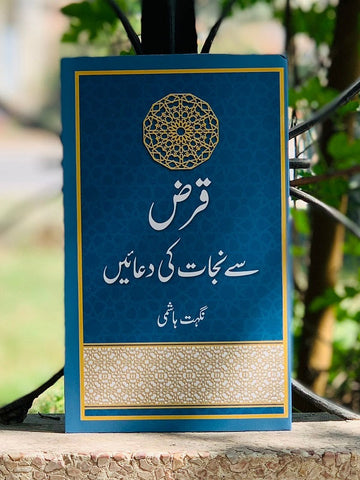 قرض
سے نجات کی دعائیں
نگہت ہاشمی